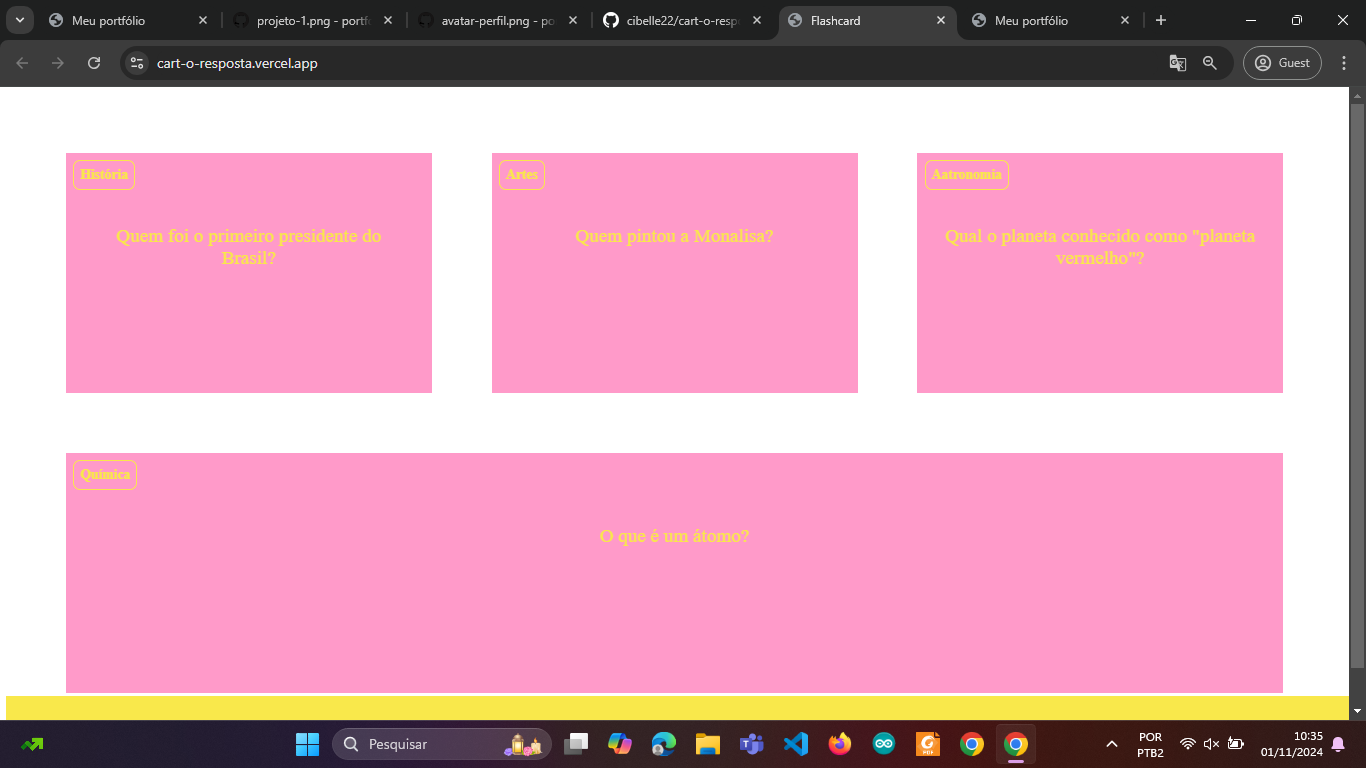 Meu portfólio
projeto-1.png - portfo
avatar-perfil.png - po
cibelle22/cart-o-resp
Flashcard
Meu portfólio
cart-o-resposta.vercel.app
Guest
História
Quem foi o primeiro presidente do
Brasil?
Artes
Quem pintou a Monalisa?
Aatronomia
Qual o planeta conhecido como "planeta
vermelho"?
Química
O que é um átomo?
Pesquisar
POR
PTB2
10:35
01/11/2024